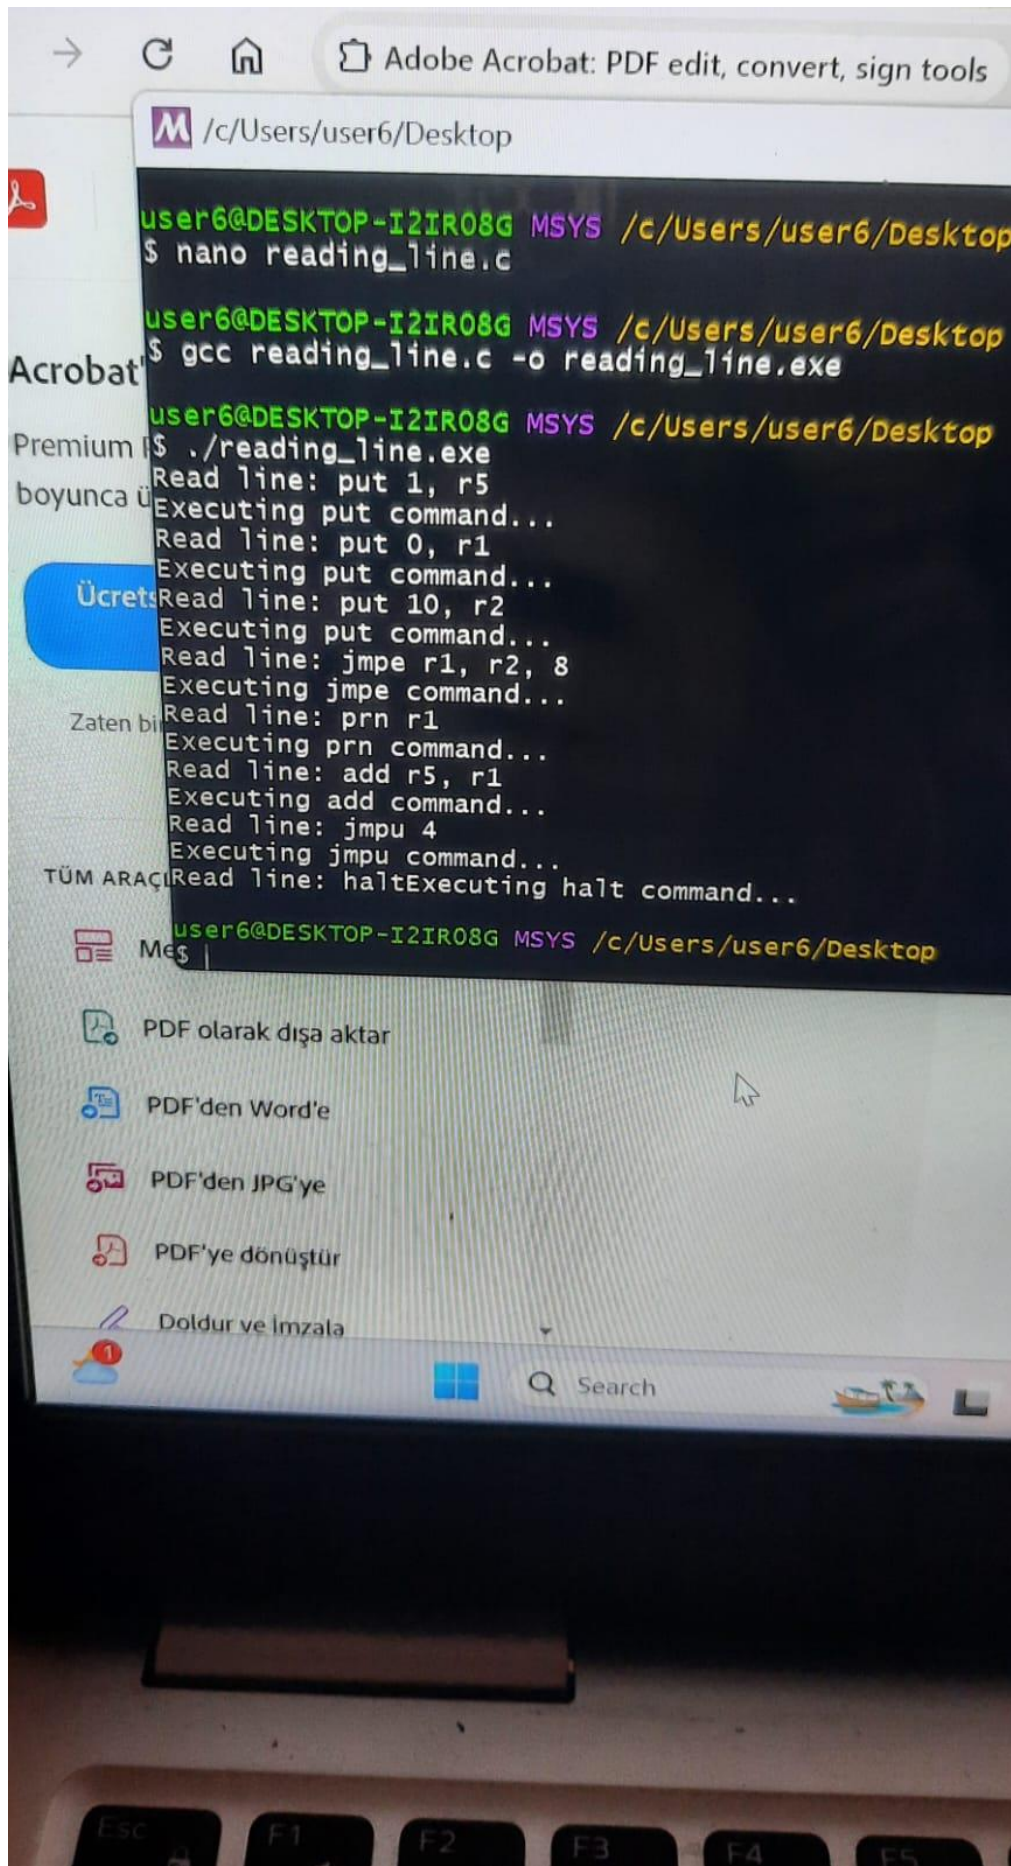 Adobe Acrobat: PDF edit, convert, sign tools
/c/Users/user6/Desktop
user6@DESKTOP-I2IR08G MSYS /c/Users/user6/Desktop
$ nano reading_line.c
user6@DESKTOP-I2IR08G MSYS /c/Users/user6/Desktop
$ gcc reading_line.c -o reading_line.exe
user6@DESKTOP-I2IR08G MSYS /c/Users/user6/Desktop
$ ./reading_line.exe
Read line: put 1, r5
Executing put command...
Read line: put 0, r1
Executing put command...
Read line: put 10, r2
Executing put command...
Read line: jmpe r1, r2, 8
Executing jmpe command...
Read line: prn r1
Executing prn command...
Read line: add r5, r1
Executing add command...
Read line: jmpu 4
Executing jmpu command...
Read line: haltExecuting halt command...
user6@DESKTOP-I2IR08G MSYS /c/Users/user6/Desktop
$
Acrobat'
Premium
boyunca ü
Ücrets
Zaten bi
TÜM ARAÇL
Me
PDF olarak dışa aktar
PDF'den Word'e
PDF'den JPG'ye
PDF'ye dönüştür
Doldur ve İmzala
1
Search
Esc
F1
F2
F3
F4
F5